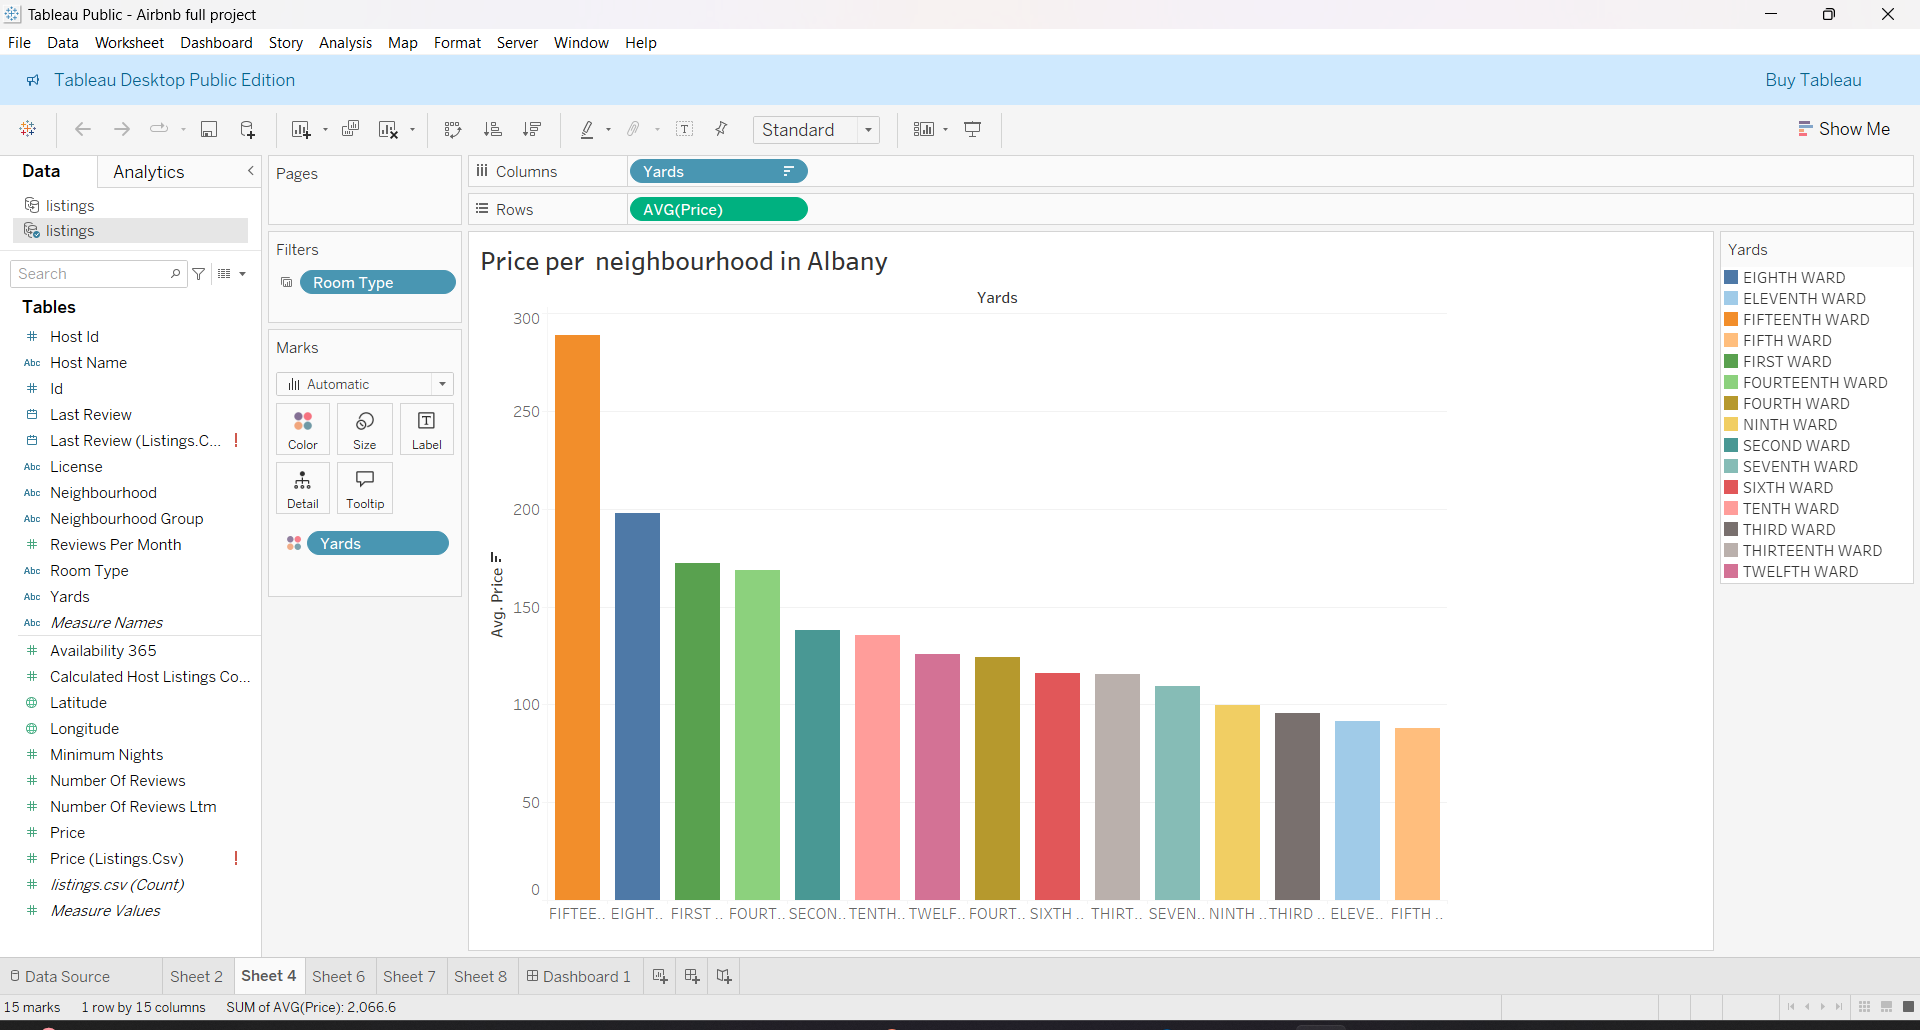 Tableau Public - Airbnb full project
File Data Worksheet Dashboard Story Analysis Map Format Server Window Help
Tableau Desktop Public Edition
Buy Tableau
Standard
Show Me
Data
Analytics
listings
listings
Search
Tables
Host Id
Abc Host Name
Id
Last Review
Last Review (Listings.C... !
Abc License
Abc Neighbourhood
Abc Neighbourhood Group
Reviews Per Month
Abc Room Type
Abc Yards
Abc Measure Names
Availability 365
Calculated Host Listings Co...
Latitude
Longitude
Minimum Nights
Number Of Reviews
Number Of Reviews Ltm
Price
Price (Listings.Csv) !
listings.csv (Count)
Measure Values
Pages
Filters
Room Type
Marks
Automatic
Color
Size
Label
Detail
Tooltip
Yards
Columns
Yards
Rows
AVG(Price)
Price per neighbourhood in Albany
Yards
Avg. Price
300
250
200
150
100
50
0
FIFTEE.. EIGHT.. FIRST .. FOURT.. SECON.. TENTH.. TWELF.. FOURT.. SIXTH .. THIRT.. SEVEN.. NINTH .. THIRD .. ELEVE.. FIFTH ..
Yards
EIGHTH WARD
ELEVENTH WARD
FIFTEENTH WARD
FIFTH WARD
FIRST WARD
FOURTEENTH WARD
FOURTH WARD
NINTH WARD
SECOND WARD
SEVENTH WARD
SIXTH WARD
TENTH WARD
THIRD WARD
THIRTEENTH WARD
TWELFTH WARD
Data Source
Sheet 2
Sheet 4
Sheet 6
Sheet 7
Sheet 8
Dashboard 1
15 marks 1 row by 15 columns SUM of AVG(Price): 2,066.6